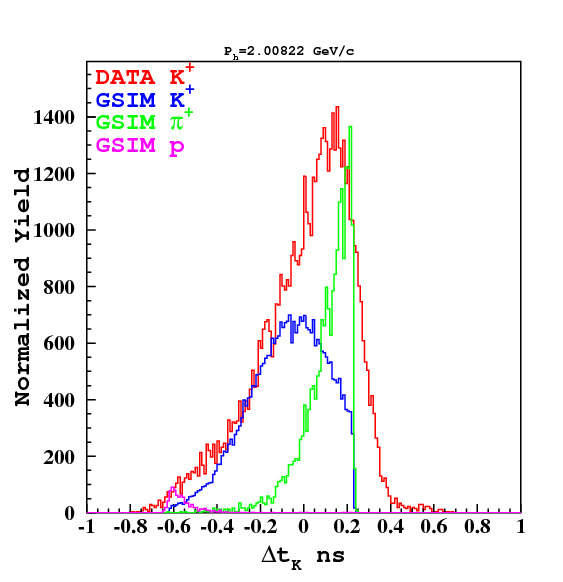 P_h=2.00822 GeV/c
DATA K⁺
GSIM K⁺
GSIM π⁺
GSIM p
Normalized Yield
1400
1200
1000
800
600
400
200
0
-1 -0.8 -0.6 -0.4 -0.2 0 0.2 0.4 0.6 0.8 1
Δt_K ns